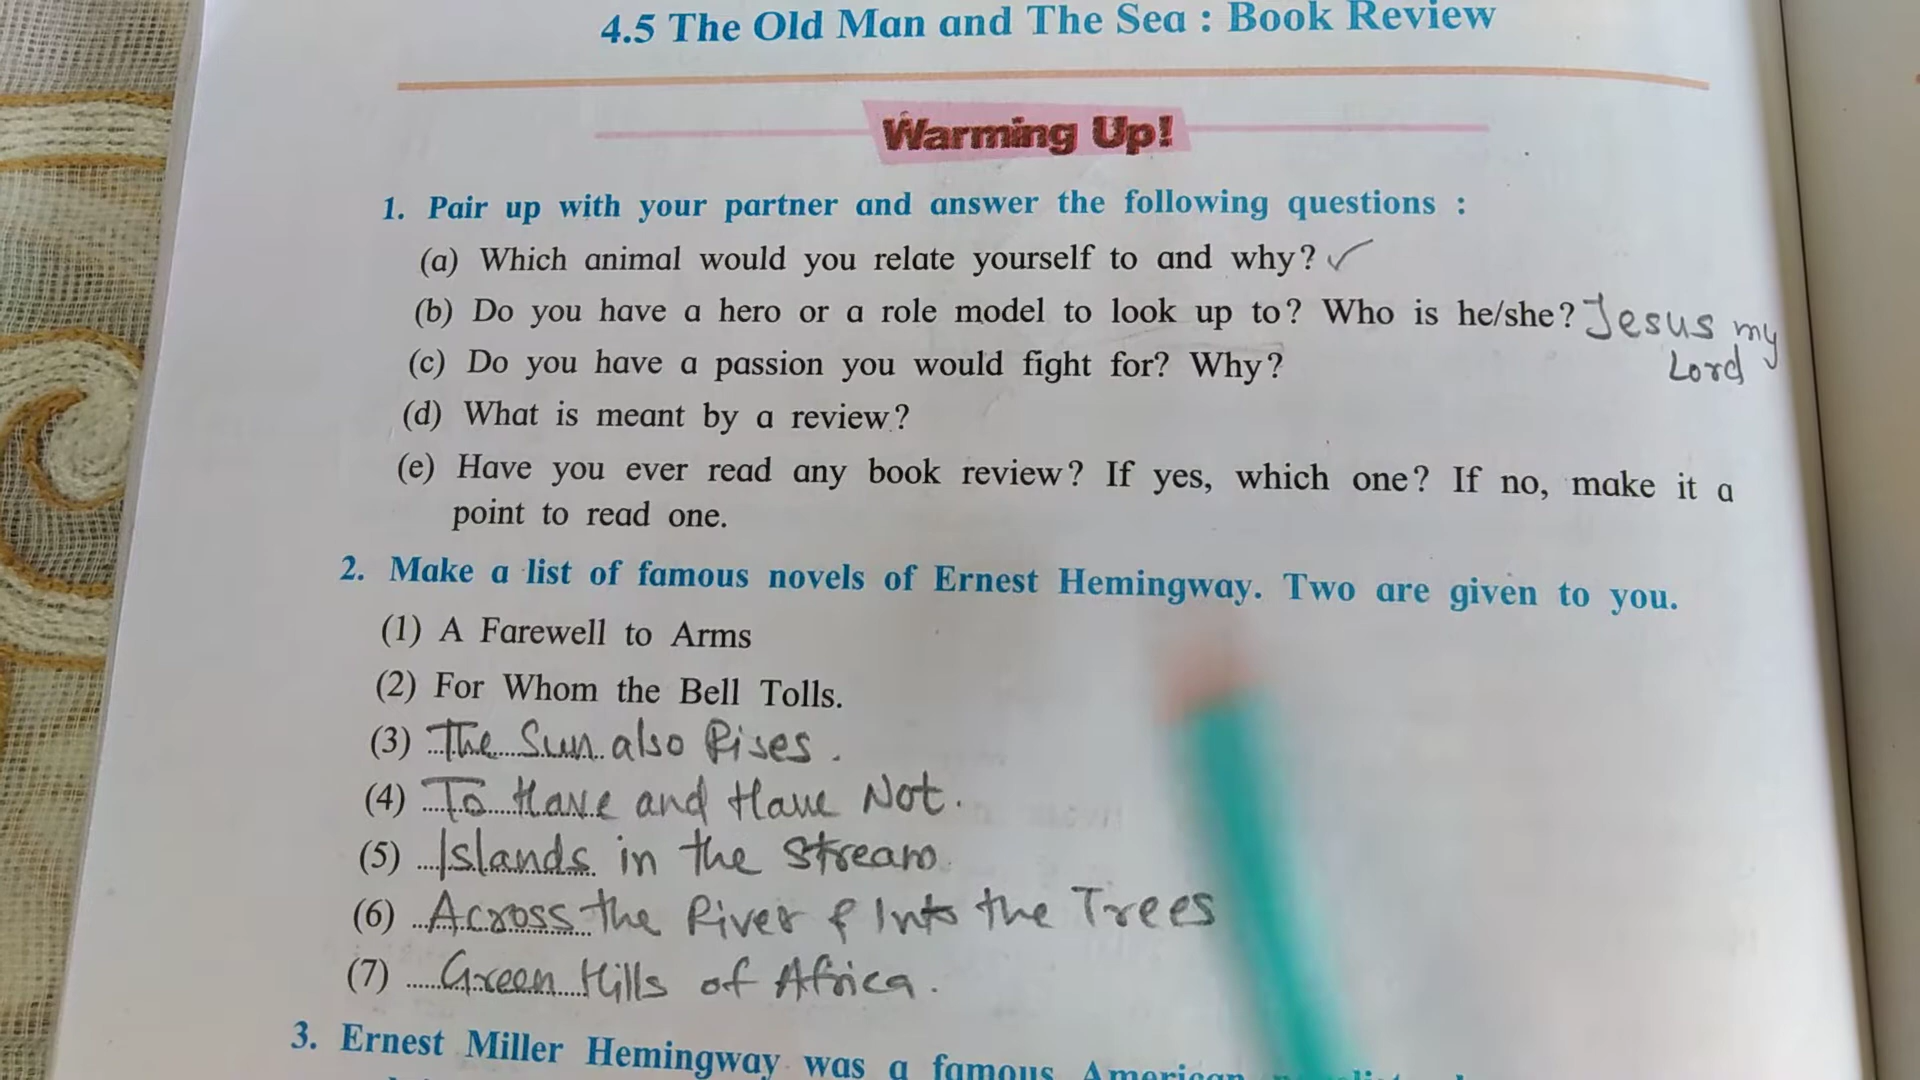 4.5 The Old Man and The Sea : Book Review
Warming Up!
1. Pair up with your partner and answer the following questions :
(a) Which animal would you relate yourself to and why? ✓
(b) Do you have a hero or a role model to look up to? Who is he/she? Jesus my
Lord
(c) Do you have a passion you would fight for? Why?
(d) What is meant by a review?
(e) Have you ever read any book review? If yes, which one? If no, make it a
point to read one.
2. Make a list of famous novels of Ernest Hemingway. Two are given to you.
(1) A Farewell to Arms
(2) For Whom the Bell Tolls.
(3) The Sun also Rises.
(4) To Have and Have Not.
(5) Islands in the Stream.
(6) Across the River & Into the Trees
(7) Green Hills of Africa.
3. Ernest Miller Hemingway was a famous American